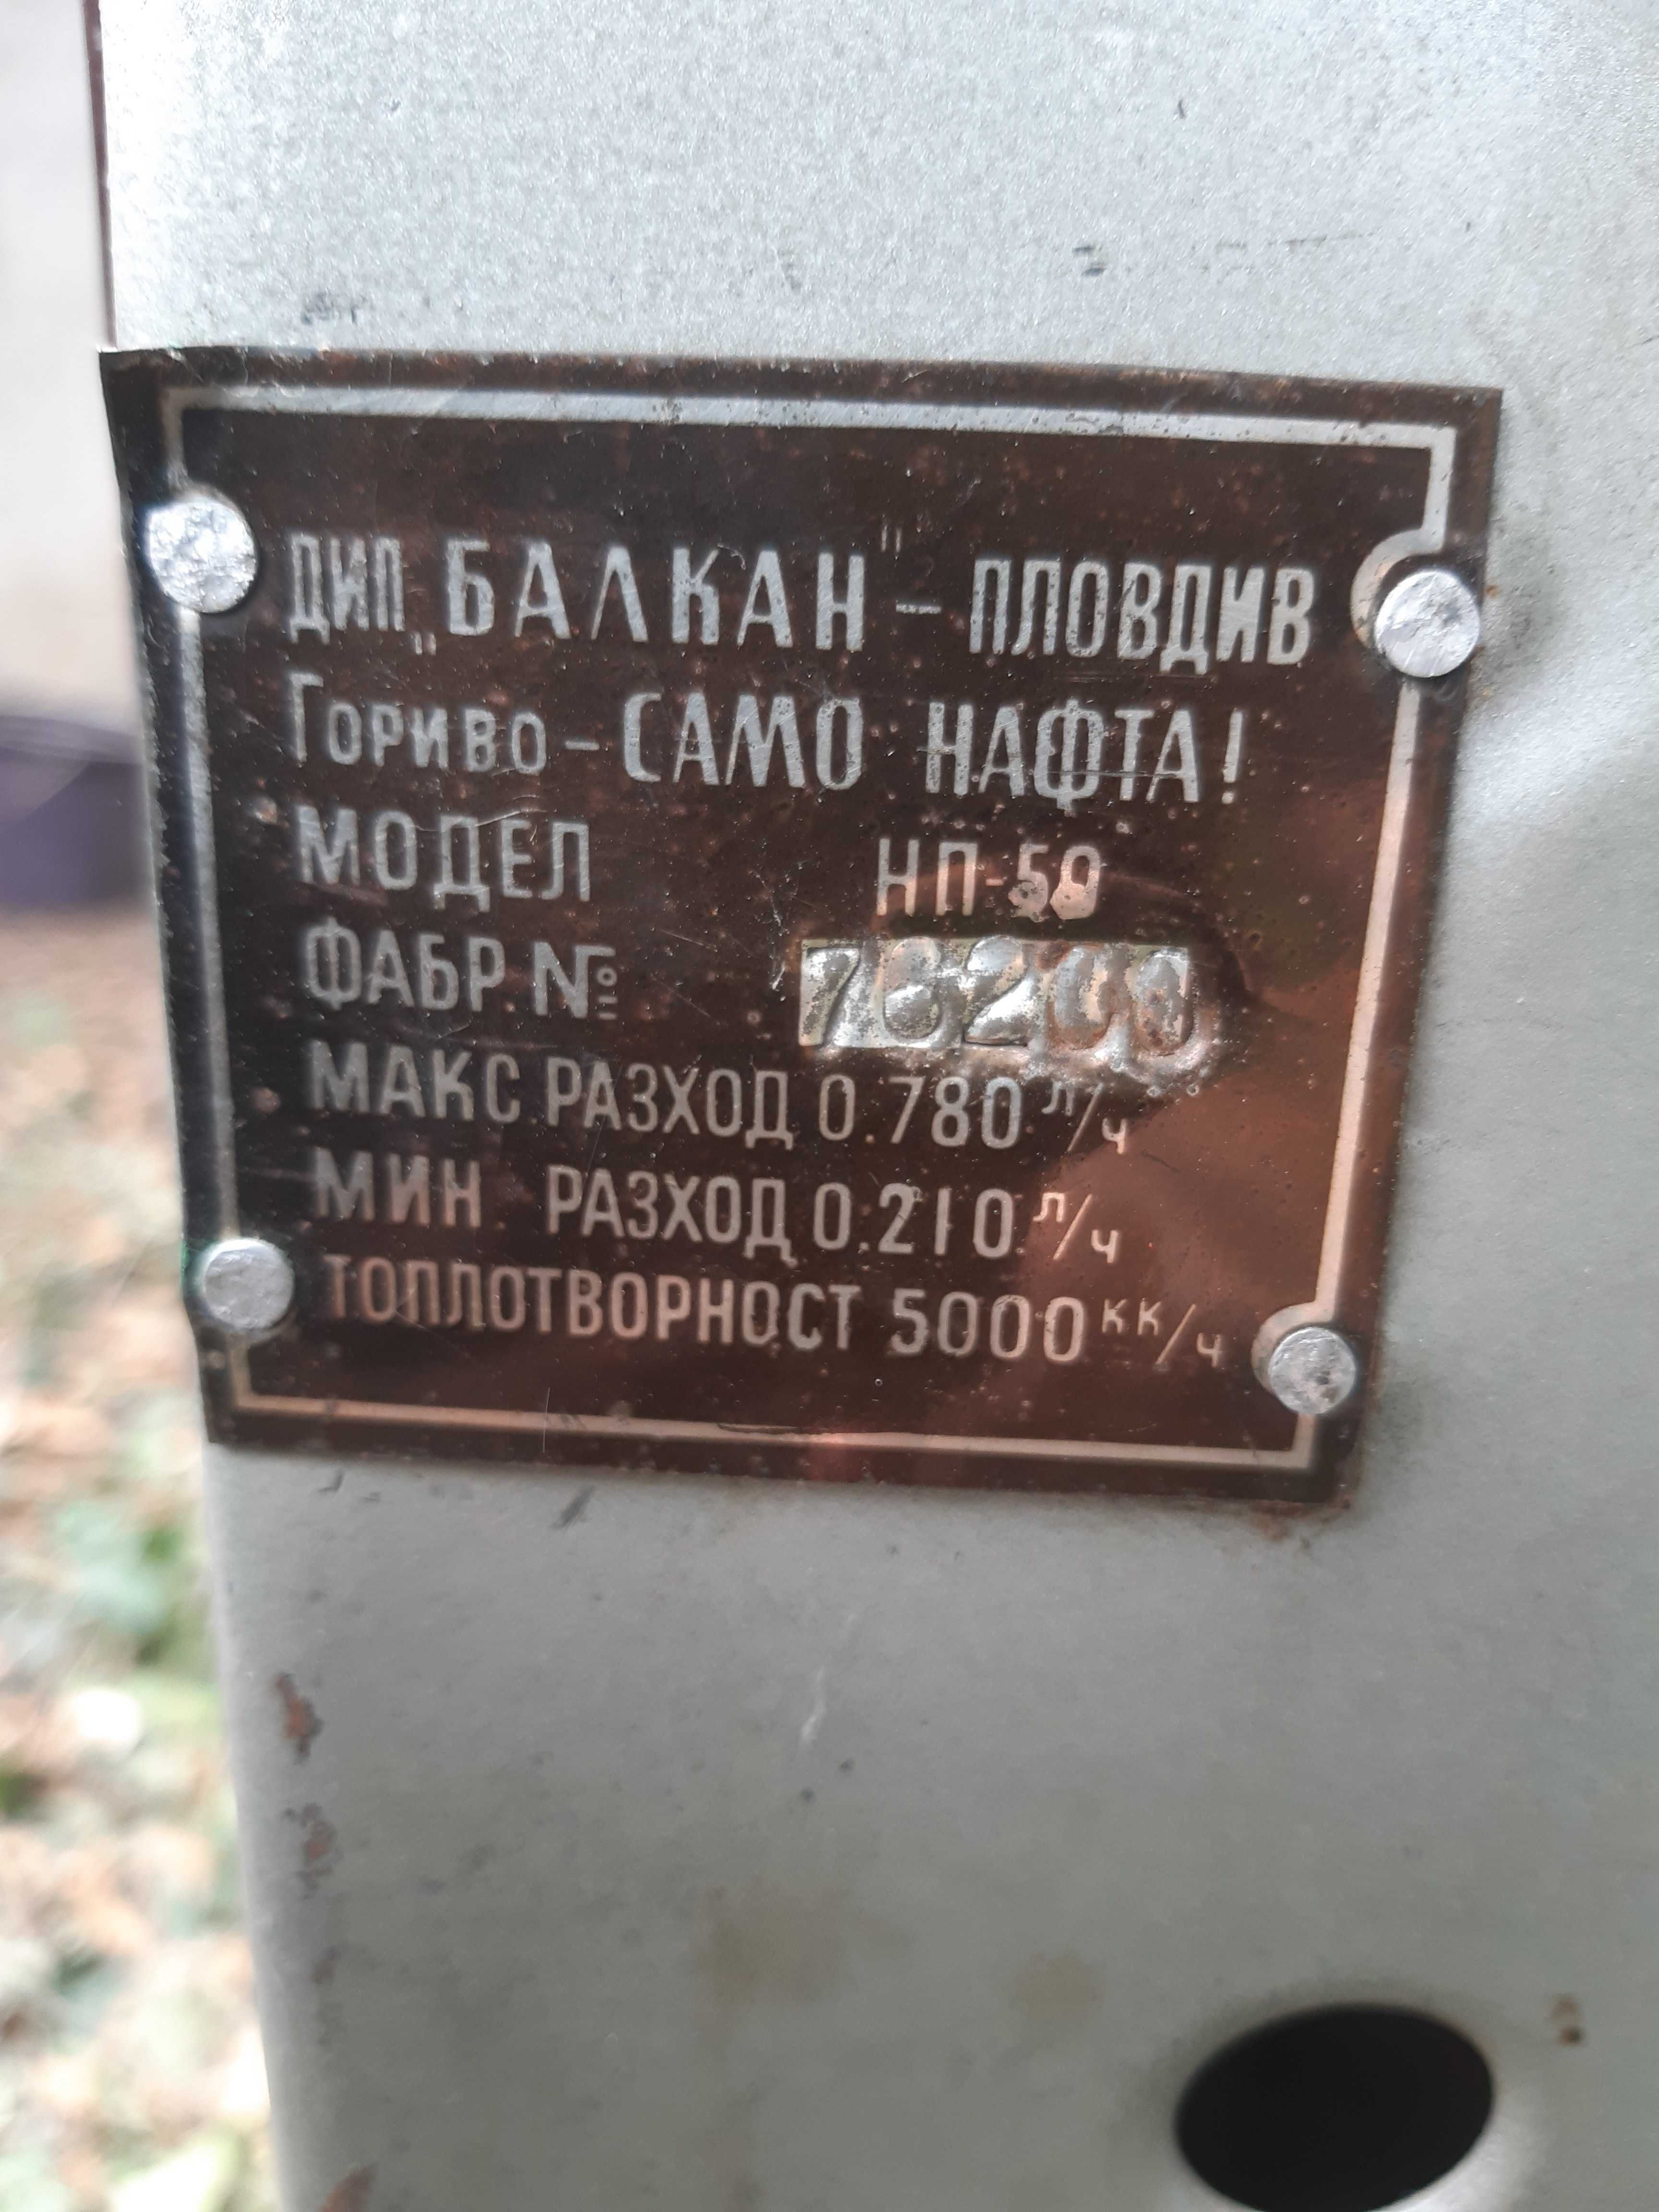 ДИП „БАЛКАН" - ПЛОВДИВ
ГОРИВО - САМО НАФТА!
МОДЕЛ НП-50
ФАБР. №
МАКС. РАЗХОД 0.780 л/ч
МИН. РАЗХОД 0.210 л/ч
ТОПЛОТВОРНОСТ 5000 кк/ч